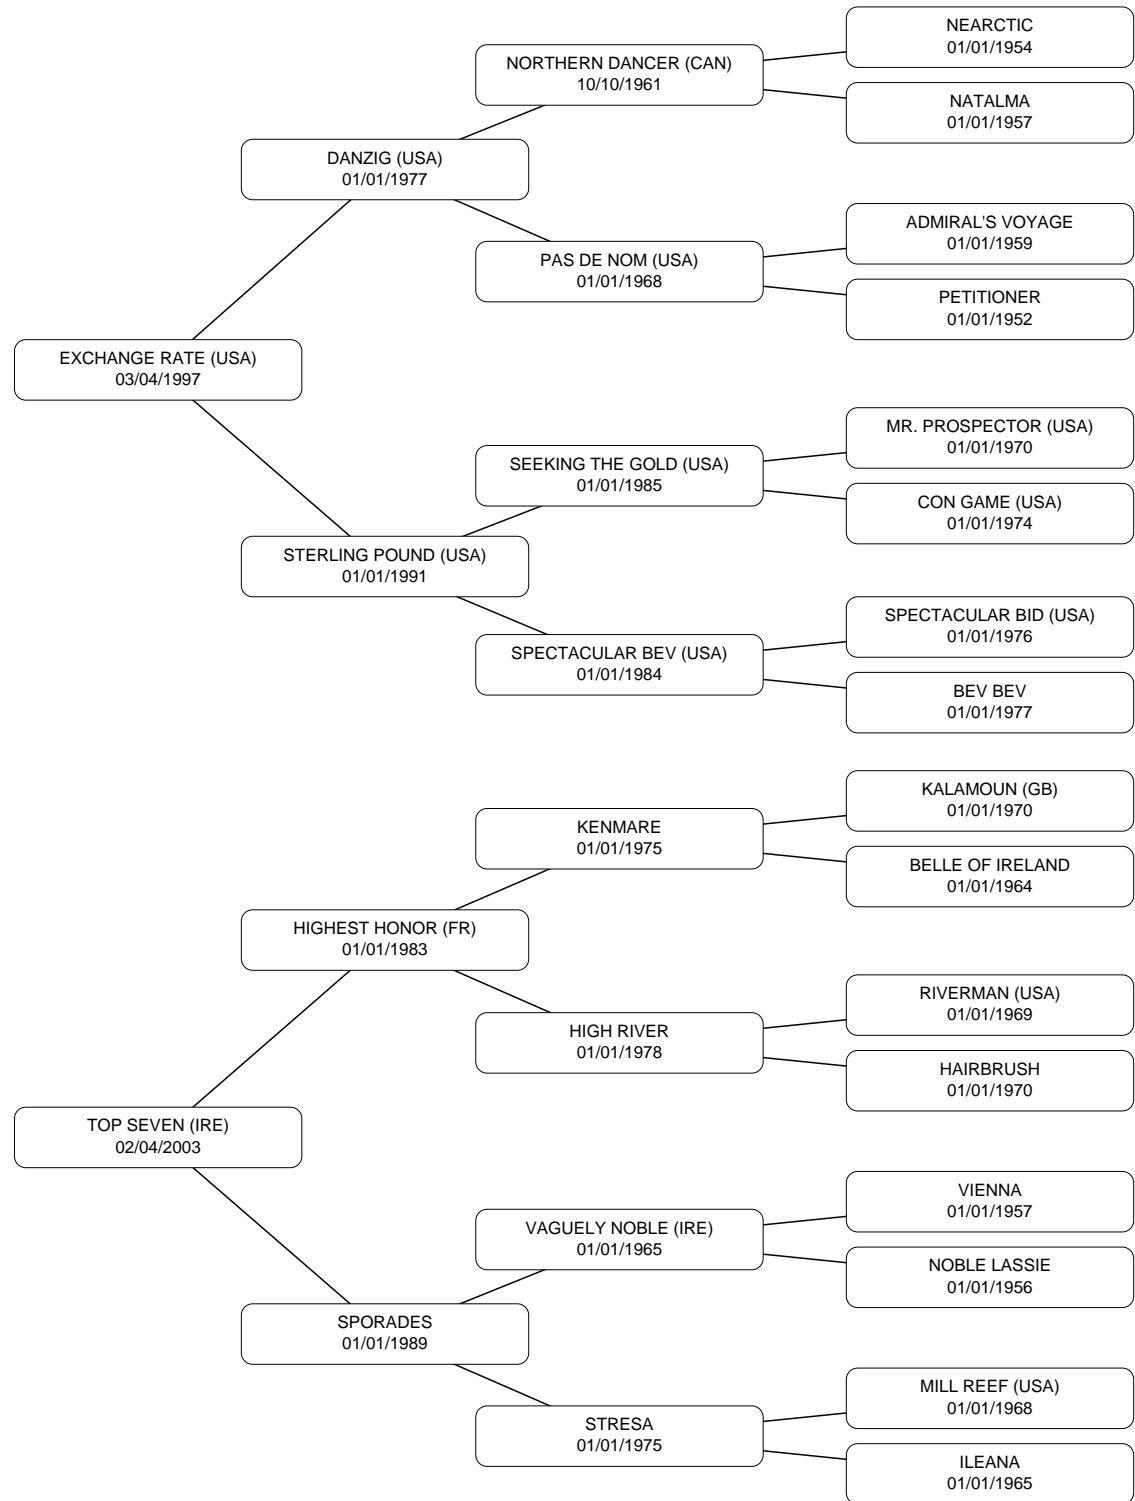 NEARCTIC
01/01/1954
NORTHERN DANCER (CAN)
10/10/1961
NATALMA
01/01/1957
DANZIG (USA)
01/01/1977
ADMIRAL'S VOYAGE
01/01/1959
PAS DE NOM (USA)
01/01/1968
PETITIONER
01/01/1952
EXCHANGE RATE (USA)
03/04/1997
MR. PROSPECTOR (USA)
01/01/1970
SEEKING THE GOLD (USA)
01/01/1985
CON GAME (USA)
01/01/1974
STERLING POUND (USA)
01/01/1991
SPECTACULAR BID (USA)
01/01/1976
SPECTACULAR BEV (USA)
01/01/1984
BEV BEV
01/01/1977
KALAMOUN (GB)
01/01/1970
KENMARE
01/01/1975
BELLE OF IRELAND
01/01/1964
HIGHEST HONOR (FR)
01/01/1983
RIVERMAN (USA)
01/01/1969
HIGH RIVER
01/01/1978
HAIRBRUSH
01/01/1970
TOP SEVEN (IRE)
02/04/2003
VIENNA
01/01/1957
VAGUELY NOBLE (IRE)
01/01/1965
NOBLE LASSIE
01/01/1956
SPORADES
01/01/1989
MILL REEF (USA)
01/01/1968
STRESA
01/01/1975
ILEANA
01/01/1965